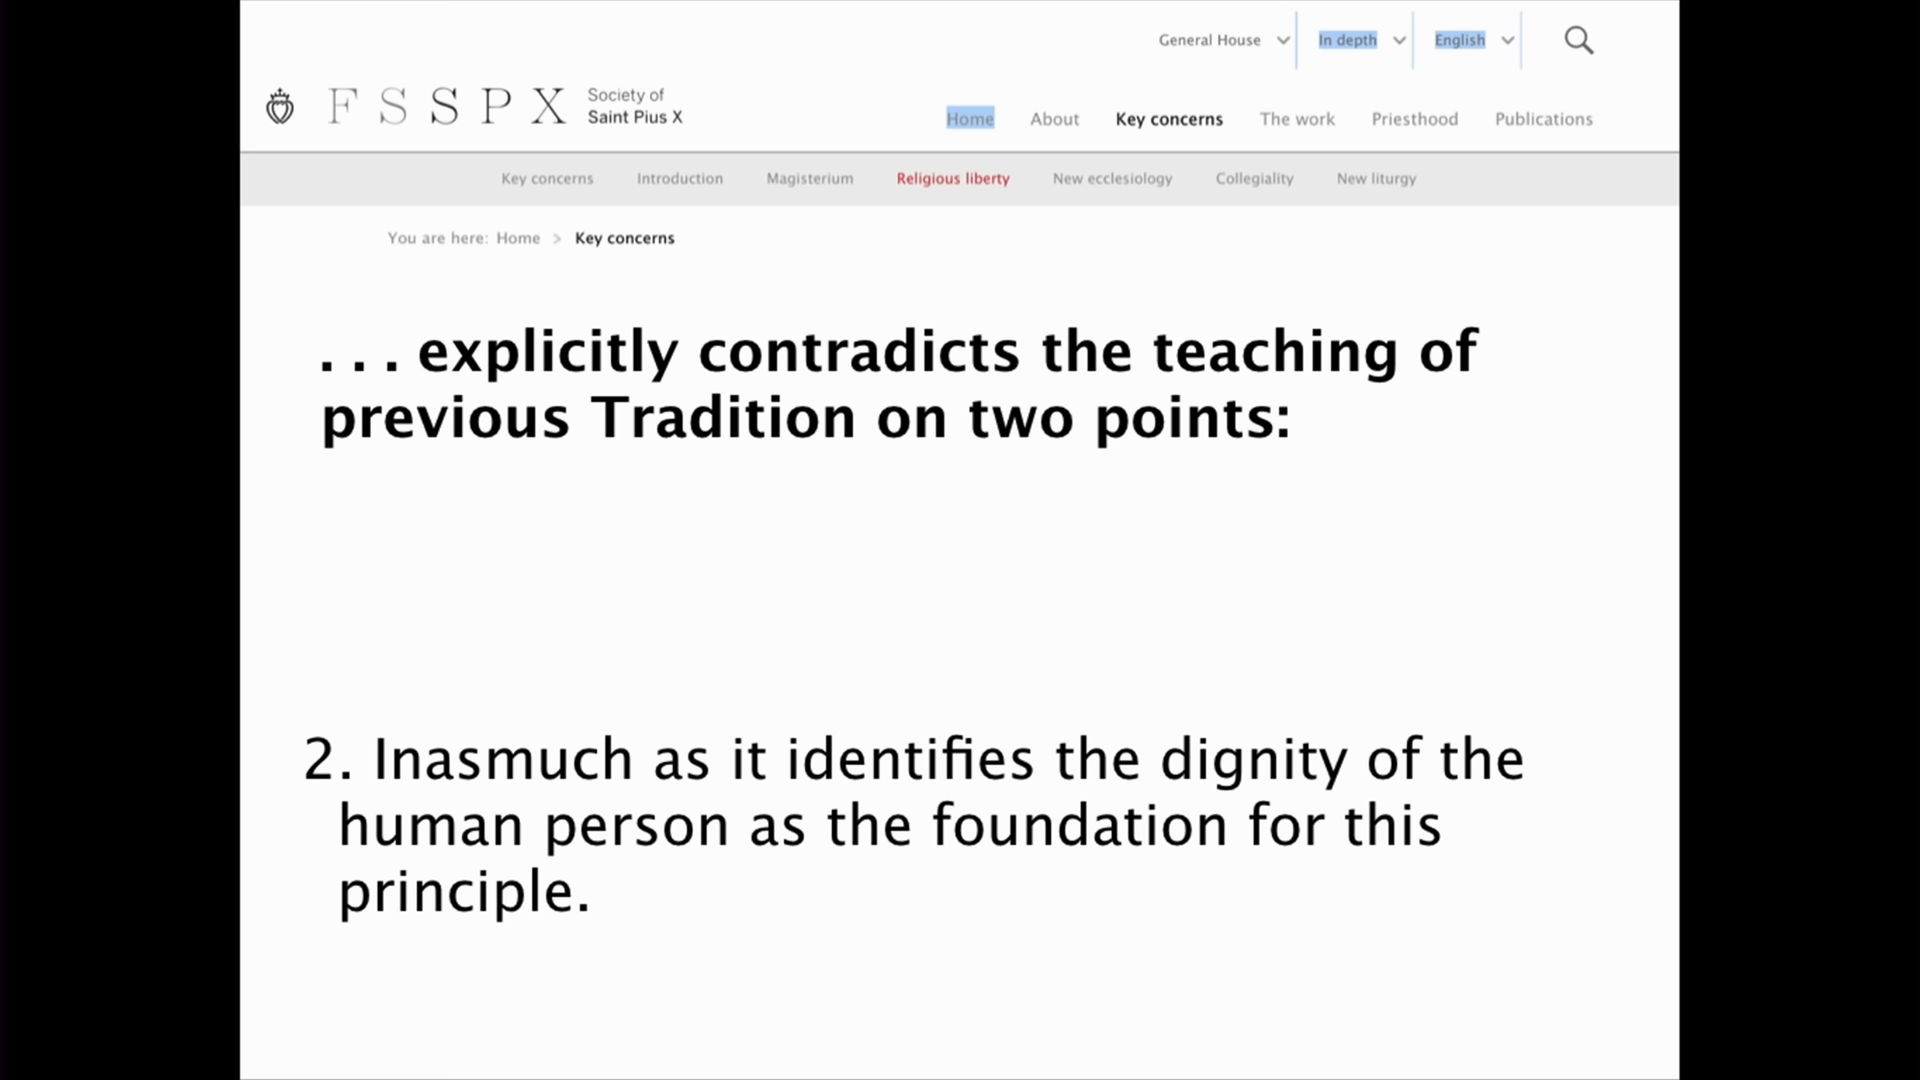 General House
In depth
English
F S S P X
Society of
Saint Pius X
Home
About
Key concerns
The work
Priesthood
Publications
Key concerns
Introduction
Magisterium
Religious liberty
New ecclesiology
Collegiality
New liturgy
You are here: Home > Key concerns
. . . explicitly contradicts the teaching of
previous Tradition on two points:
2. Inasmuch as it identifies the dignity of the
human person as the foundation for this
principle.